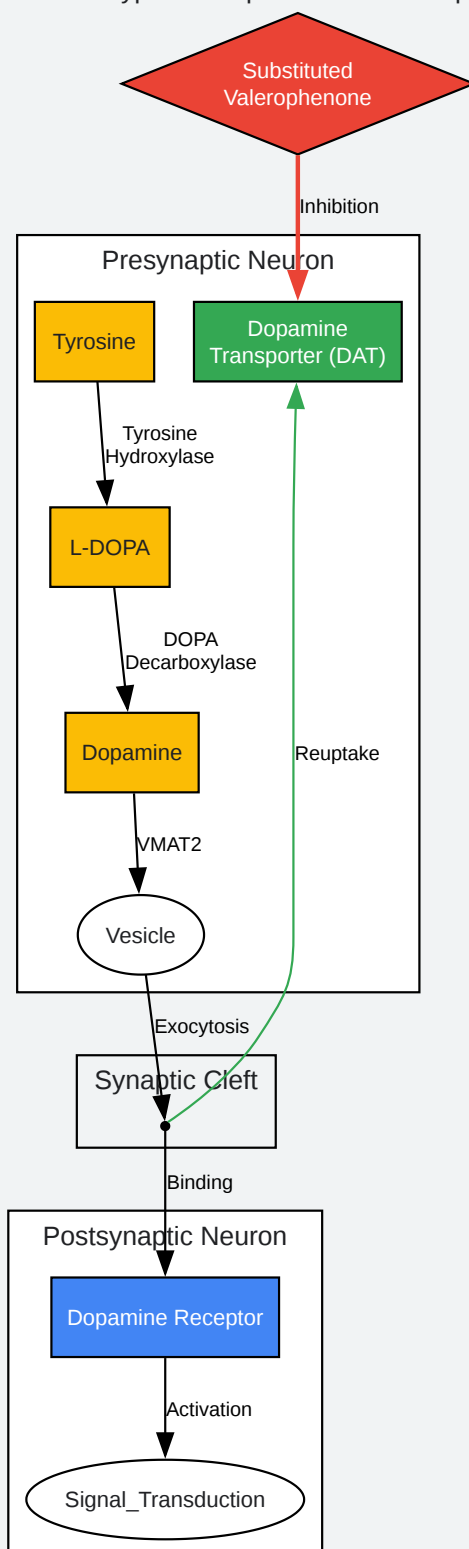 Substituted
Valerophenone
Inhibition
Presynaptic Neuron
Tyrosine
Dopamine
Transporter (DAT)
Tyrosine
Hydroxylase
L-DOPA
DOPA
Decarboxylase
Dopamine
Reuptake
VMAT2
Vesicle
Exocytosis
Synaptic Cleft
Binding
Postsynaptic Neuron
Dopamine Receptor
Activation
Signal_Transduction